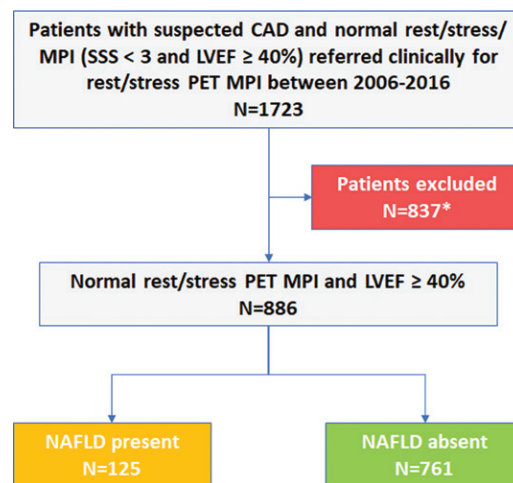 Patients with suspected CAD and normal rest/stress/
MPI (SSS < 3 and LVEF ≥ 40%) referred clinically for
rest/stress PET MPI between 2006-2016
N=1723
Patients excluded
N=837*
Normal rest/stress PET MPI and LVEF ≥ 40%
N=886
NAFLD present
N=125
NAFLD absent
N=761